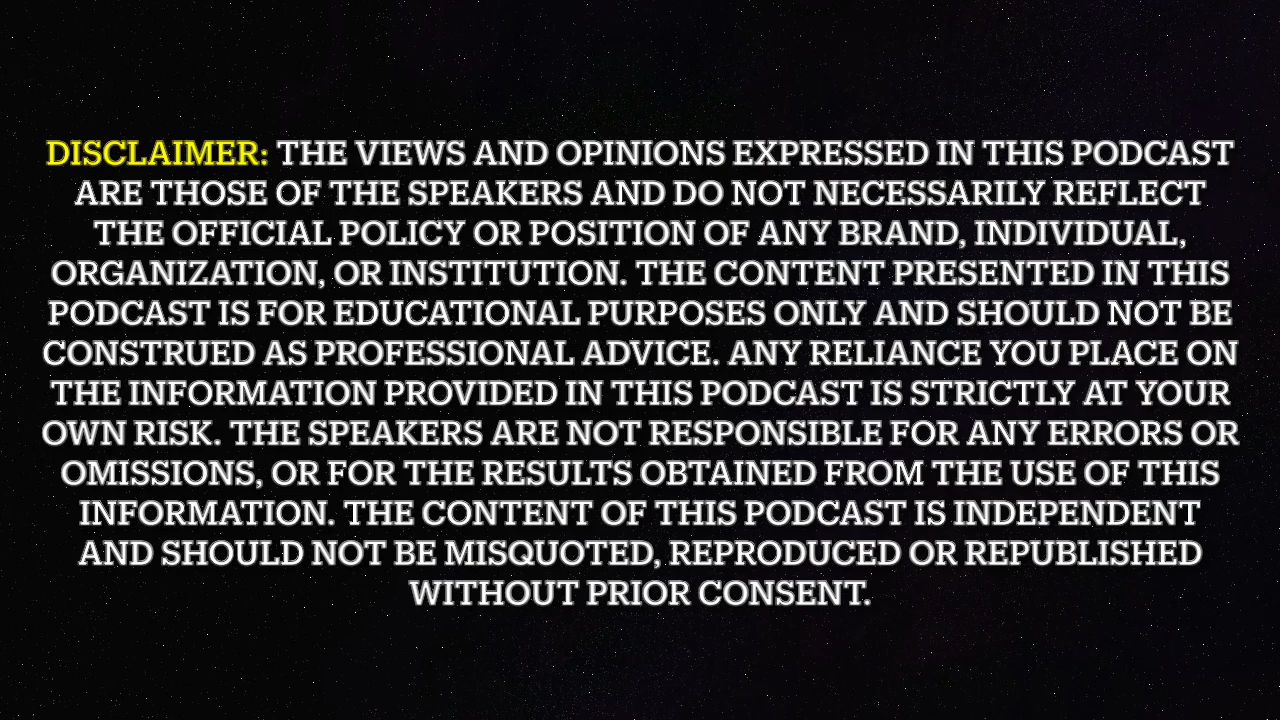 DISCLAIMER: THE VIEWS AND OPINIONS EXPRESSED IN THIS PODCAST
ARE THOSE OF THE SPEAKERS AND DO NOT NECESSARILY REFLECT
THE OFFICIAL POLICY OR POSITION OF ANY BRAND, INDIVIDUAL,
ORGANIZATION, OR INSTITUTION. THE CONTENT PRESENTED IN THIS
PODCAST IS FOR EDUCATIONAL PURPOSES ONLY AND SHOULD NOT BE
CONSTRUED AS PROFESSIONAL ADVICE. ANY RELIANCE YOU PLACE ON
THE INFORMATION PROVIDED IN THIS PODCAST IS STRICTLY AT YOUR
OWN RISK. THE SPEAKERS ARE NOT RESPONSIBLE FOR ANY ERRORS OR
OMISSIONS, OR FOR THE RESULTS OBTAINED FROM THE USE OF THIS
INFORMATION. THE CONTENT OF THIS PODCAST IS INDEPENDENT
AND SHOULD NOT BE MISQUOTED, REPRODUCED OR REPUBLISHED
WITHOUT PRIOR CONSENT.